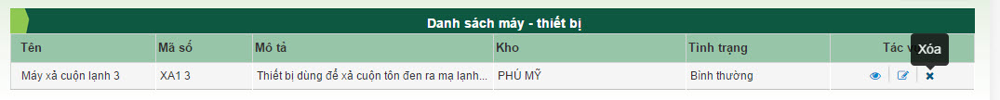 Danh sách máy - thiết bị
Tên Mã số Mô tả Kho Tình trạng Tác
Xóa
Máy xả cuộn lạnh 3 XA1 3 Thiết bị dùng để xả cuộn tôn đen ra mạ lạnh... PHÚ MỸ Bình thường